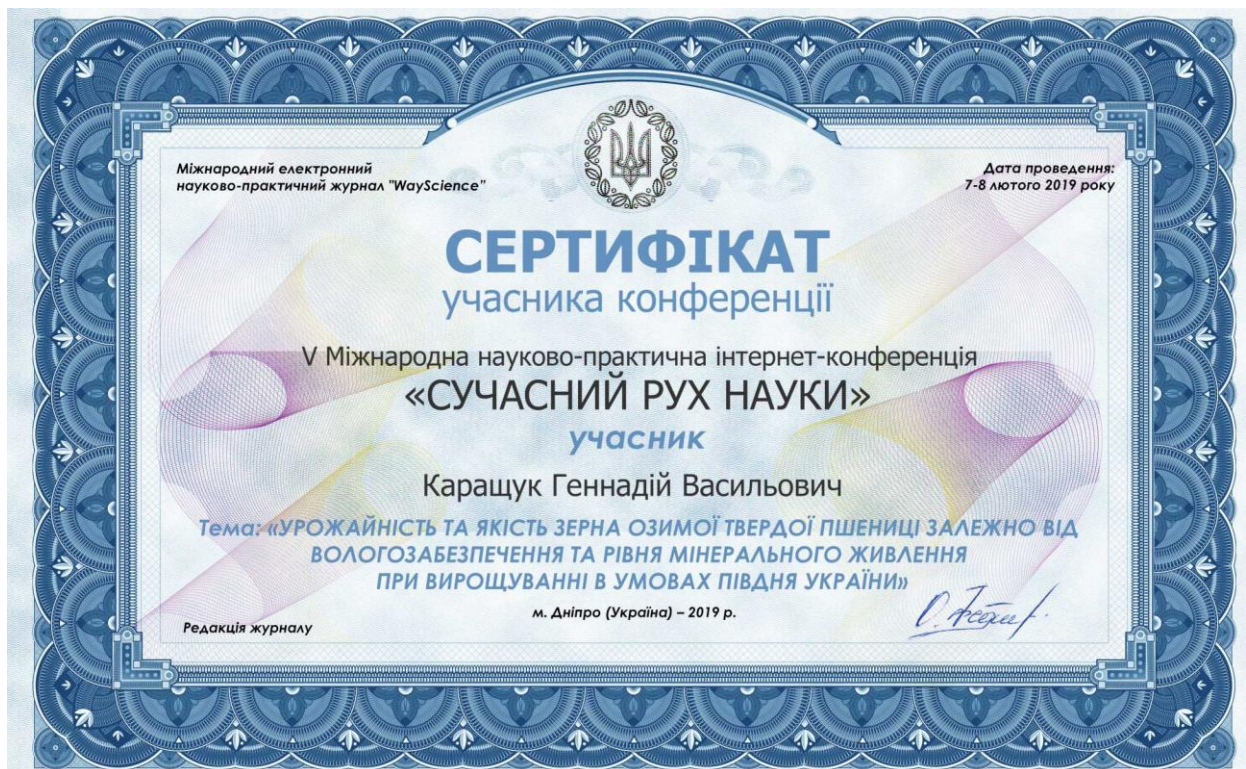 Міжнародний електронний
науково-практичний журнал "WayScience"
Дата проведення:
7-8 лютого 2019 року
СЕРТИФІКАТ
учасника конференції
V Міжнародна науково-практична інтернет-конференція
«СУЧАСНИЙ РУХ НАУКИ»
учасник
Каращук Геннадій Васильович
Тема: «УРОЖАЙНІСТЬ ТА ЯКІСТЬ ЗЕРНА ОЗИМОЇ ТВЕРДОЇ ПШЕНИЦІ ЗАЛЕЖНО ВІД
ВОЛОГОЗАБЕЗПЕЧЕННЯ ТА РІВНЯ МІНЕРАЛЬНОГО ЖИВЛЕННЯ
ПРИ ВИРОЩУВАННІ В УМОВАХ ПІВДНЯ УКРАЇНИ»
м. Дніпро (Україна) – 2019 р.
Редакція журналу